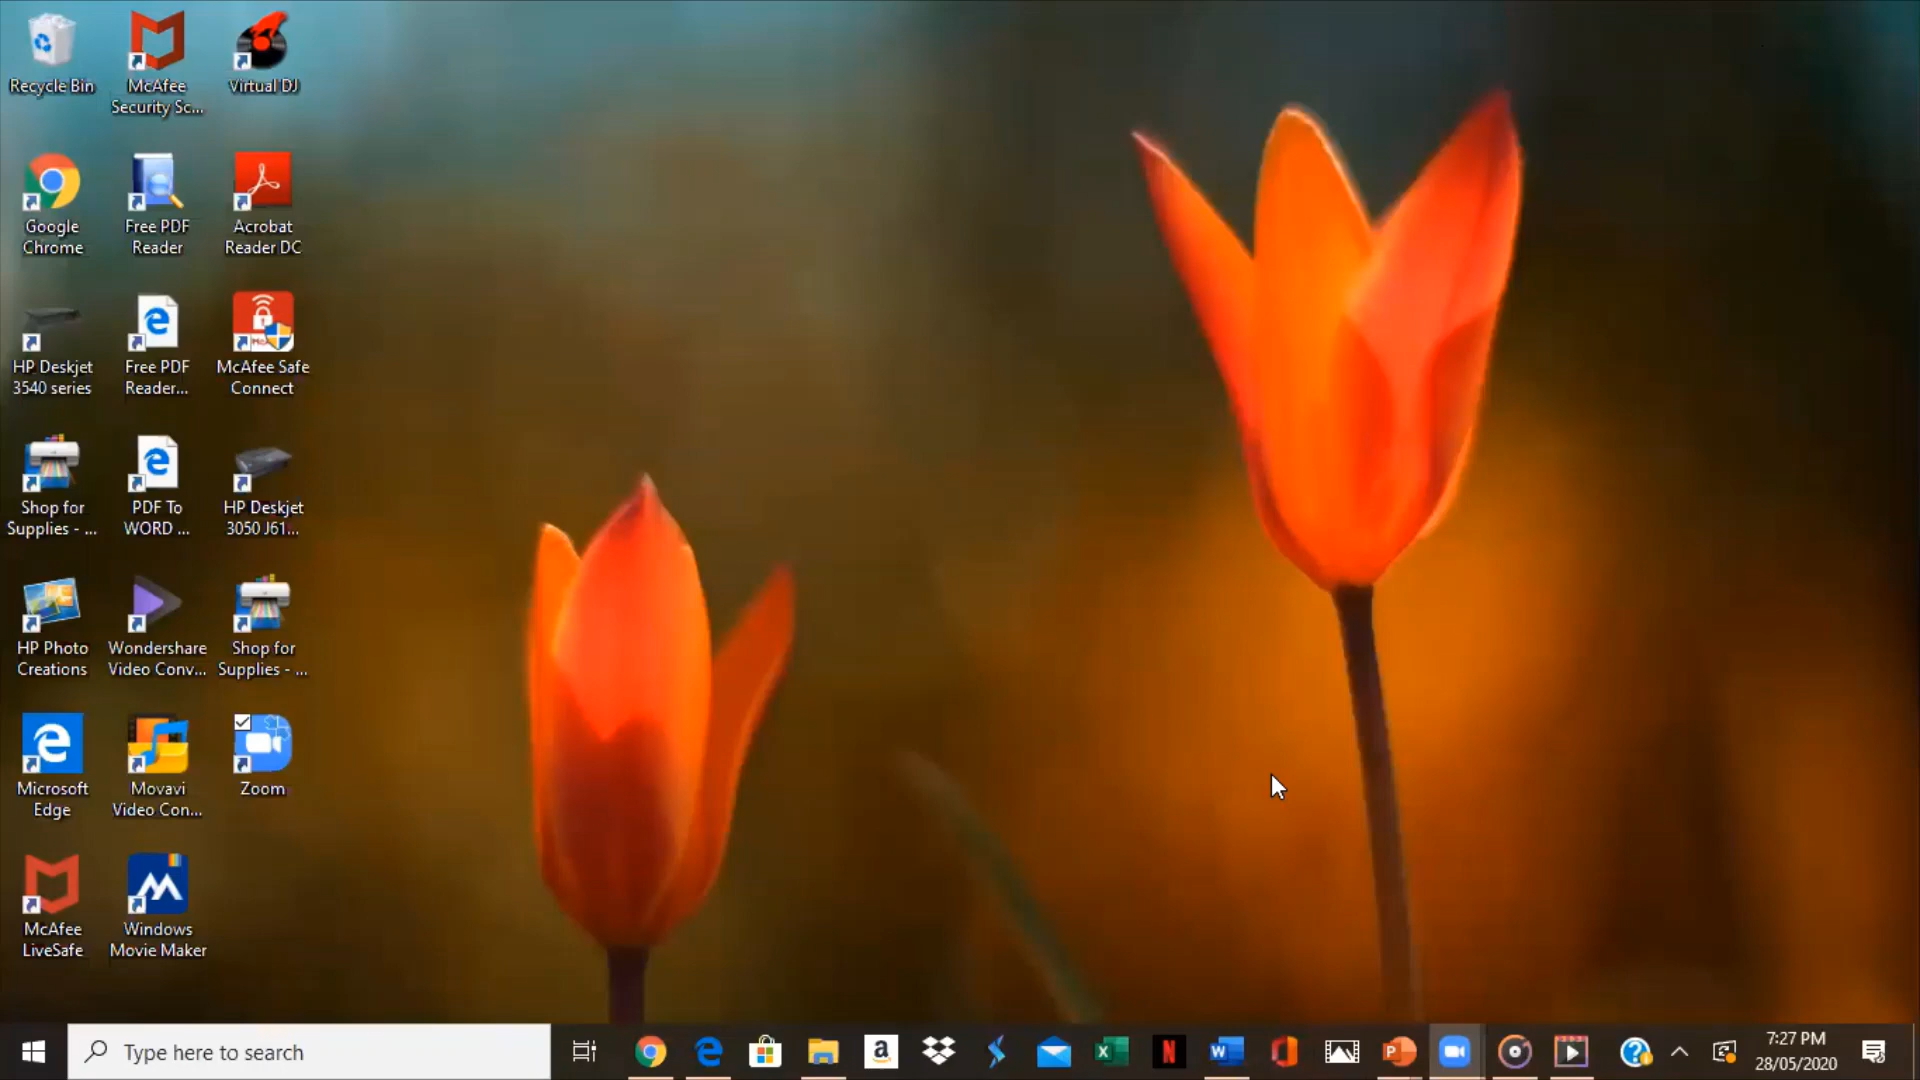 Recycle Bin
McAfee
Security Sc...
Virtual DJ
Google
Chrome
Free PDF
Reader
Acrobat
Reader DC
HP Deskjet
3540 series
Free PDF
Reader...
McAfee Safe
Connect
Shop for
Supplies - ...
PDF To
WORD ...
HP Deskjet
3050 J61...
HP Photo
Creations
Wondershare
Video Conv...
Shop for
Supplies - ...
Microsoft
Edge
Movavi
Video Con...
Zoom
McAfee
LiveSafe
Windows
Movie Maker
Type here to search
7:27 PM
28/05/2020